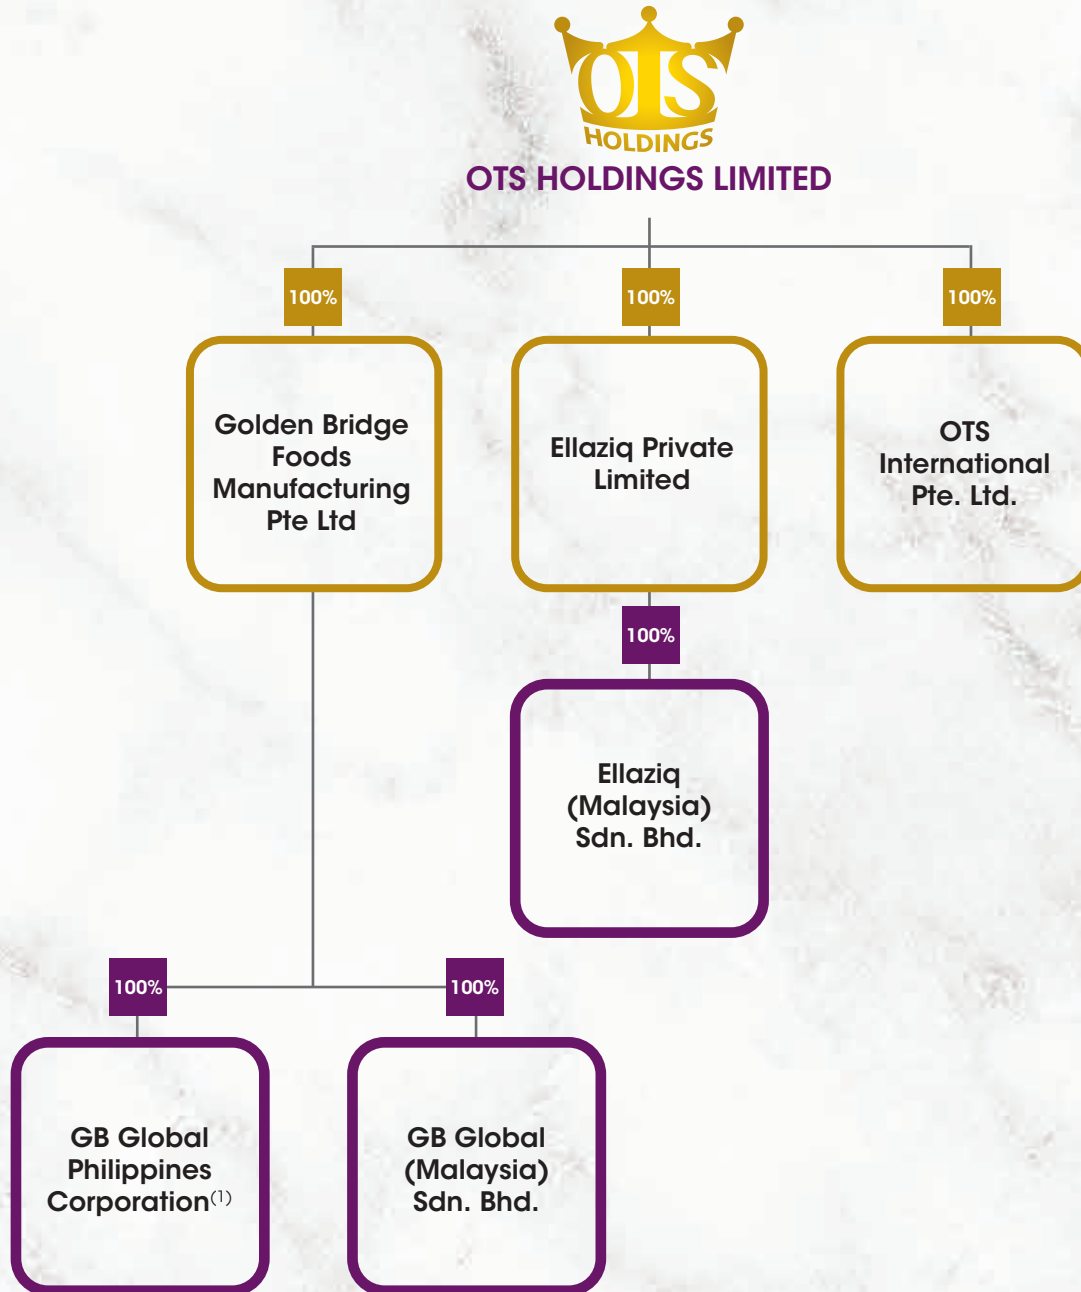 OTS
HOLDINGS
OTS HOLDINGS LIMITED
100%
100%
100%
Golden Bridge
Foods
Manufacturing
Pte Ltd
Ellaziq Private
Limited
OTS
International
Pte. Ltd.
100%
Ellaziq
(Malaysia)
Sdn. Bhd.
100%
100%
GB Global
Philippines
Corporation(1)
GB Global
(Malaysia)
Sdn. Bhd.